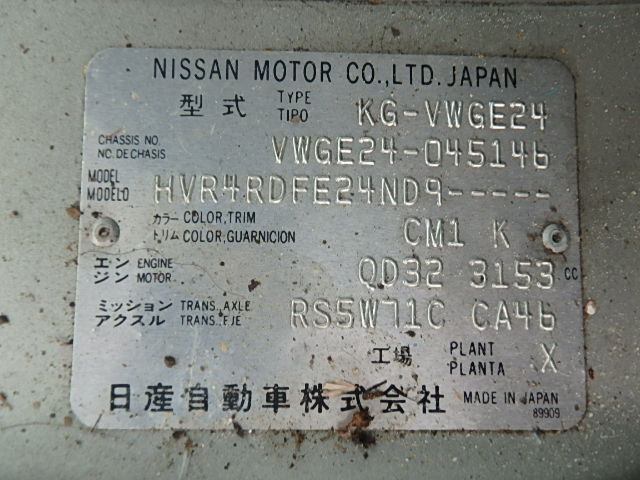 NISSAN MOTOR CO.,LTD. JAPAN
型式 TYPE TIPO KG-VWGE24
CHASSIS NO. NO. DE CHASIS VWGE24-045146
MODEL MODELO HVR4RDFE24ND9-----
カラー COLOR,TRIM
トリム COLOR,GUARNICION CM1 K
エン ENGINE
ジン MOTOR QD32 3153 cc
ミッション TRANS.,AXLE
アクスル TRANS.,EJE RS5W71C CA46
工場 PLANT PLANTA X
日産自動車株式会社 MADE IN JAPAN
89909